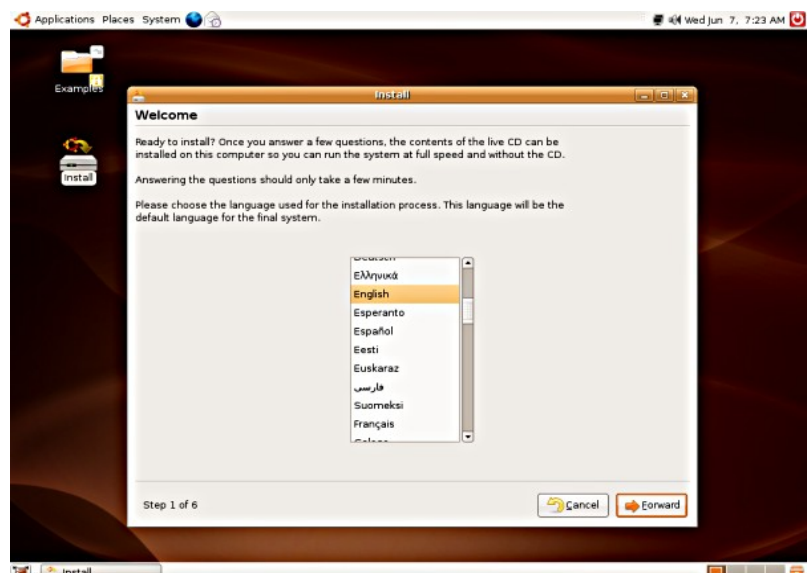 Applications Places System
Wed Jun 7, 7:23 AM
Examples
Install
Install
Welcome
Ready to install? Once you answer a few questions, the contents of the live CD can be
installed on this computer so you can run the system at full speed and without the CD.
Answering the questions should only take a few minutes.
Please choose the language used for the installation process. This language will be the
default language for the final system.
Deutsch
Ελληνικά
English
Esperanto
Español
Eesti
Euskaraz
فارسی
Suomeksi
Français
Step 1 of 6
Cancel
Forward
Install